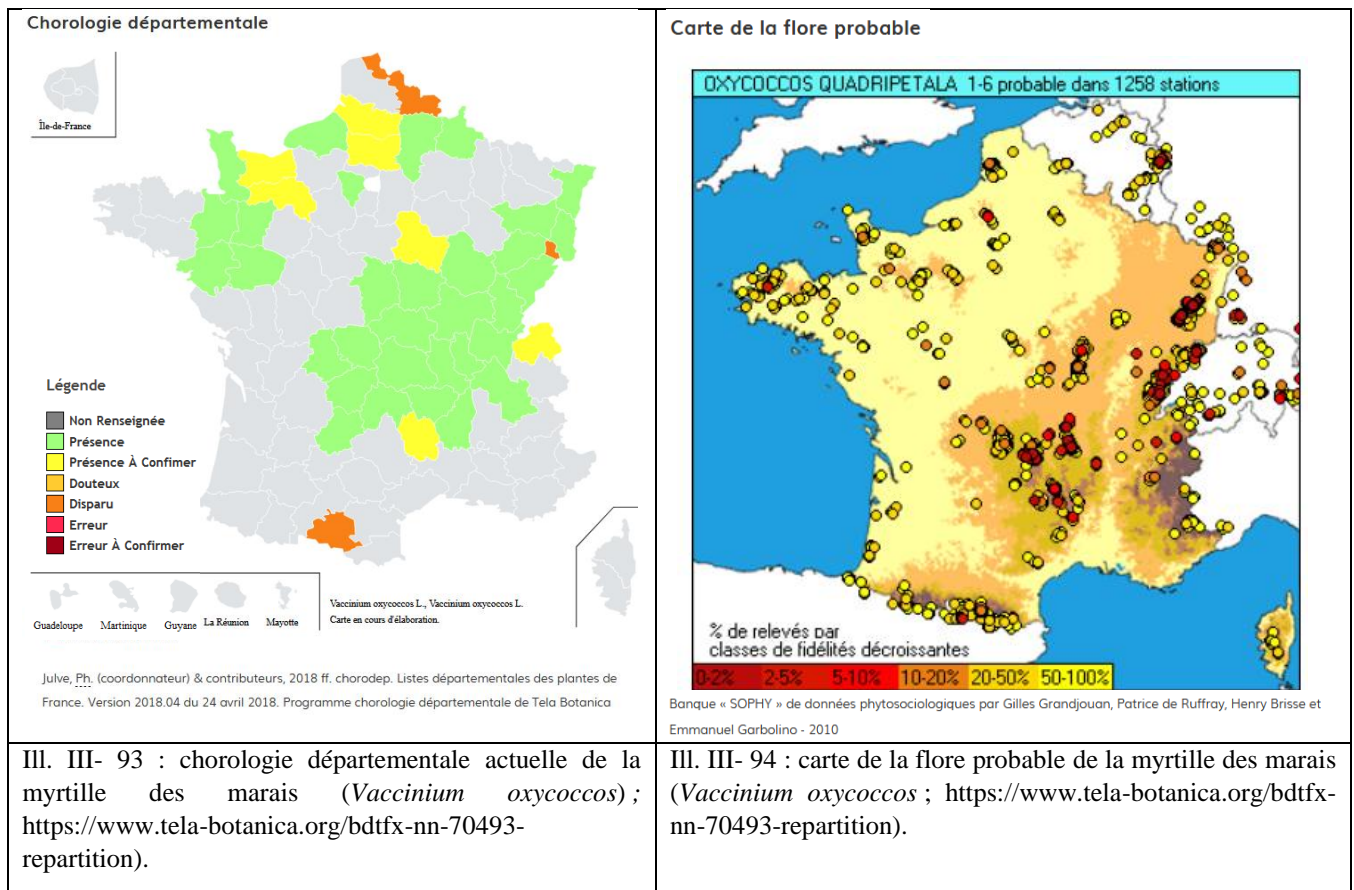 Chorologie départementale
Île-de-France
Légende
Non Renseignée
Présence
Présence À Confimer
Douteux
Disparu
Erreur
Erreur À Confirmer
Guadeloupe Martinique Guyane La Réunion Mayotte
Vaccinium oxycoccos L., Vaccinium oxycoccos L.
Carte en cours d'élaboration.
Julve, Ph. (coordonnateur) & contributeurs, 2018 ff. chorodep. Listes départementales des plantes de
France. Version 2018.04 du 24 avril 2018. Programme chorologie départementale de Tela Botanica
Carte de la flore probable
OXYCOCCOS QUADRIPETALA 1-6 probable dans 1258 stations
% de relevés par
classes de fidélités décroissantes
0-2% 2-5% 5-10% 10-20% 20-50% 50-100%
Banque « SOPHY » de données phytosociologiques par Gilles Grandjouan, Patrice de Ruffray, Henry Brisse et
Emmanuel Garbolino - 2010
Ill. III- 93 : chorologie départementale actuelle de la
myrtille des marais (Vaccinium oxycoccos) ;
https://www.tela-botanica.org/bdtfx-nn-70493-
repartition).
Ill. III- 94 : carte de la flore probable de la myrtille des marais
(Vaccinium oxycoccos ; https://www.tela-botanica.org/bdtfx-
nn-70493-repartition).